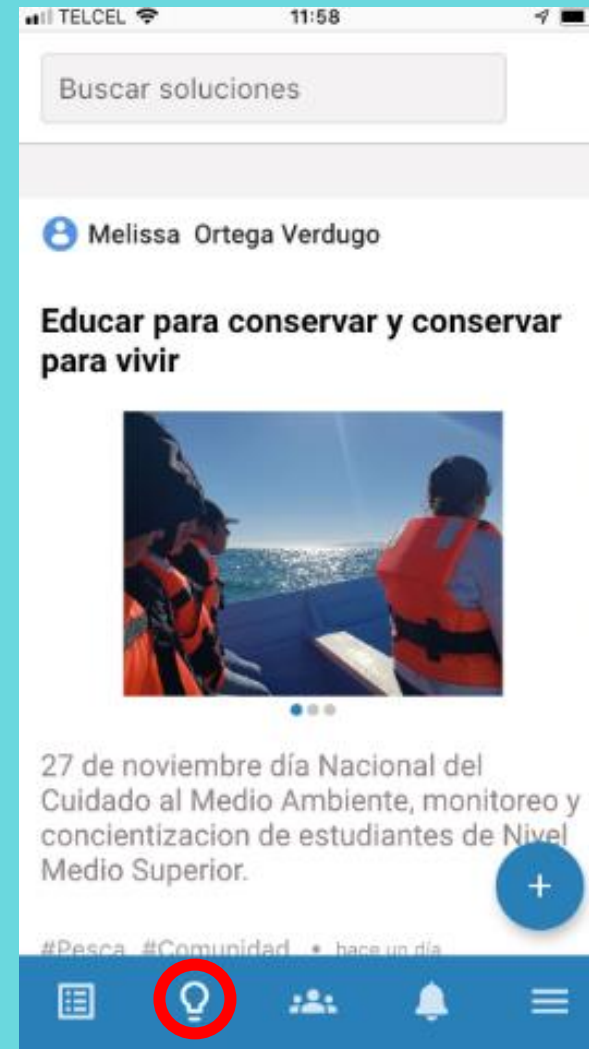 TELCEL 11:58
Buscar soluciones
Melissa Ortega Verdugo
Educar para conservar y conservar
para vivir
27 de noviembre día Nacional del
Cuidado al Medio Ambiente, monitoreo y
concientizacion de estudiantes de Nivel
Medio Superior.
+
#Pesca #Comunidad • hace un día